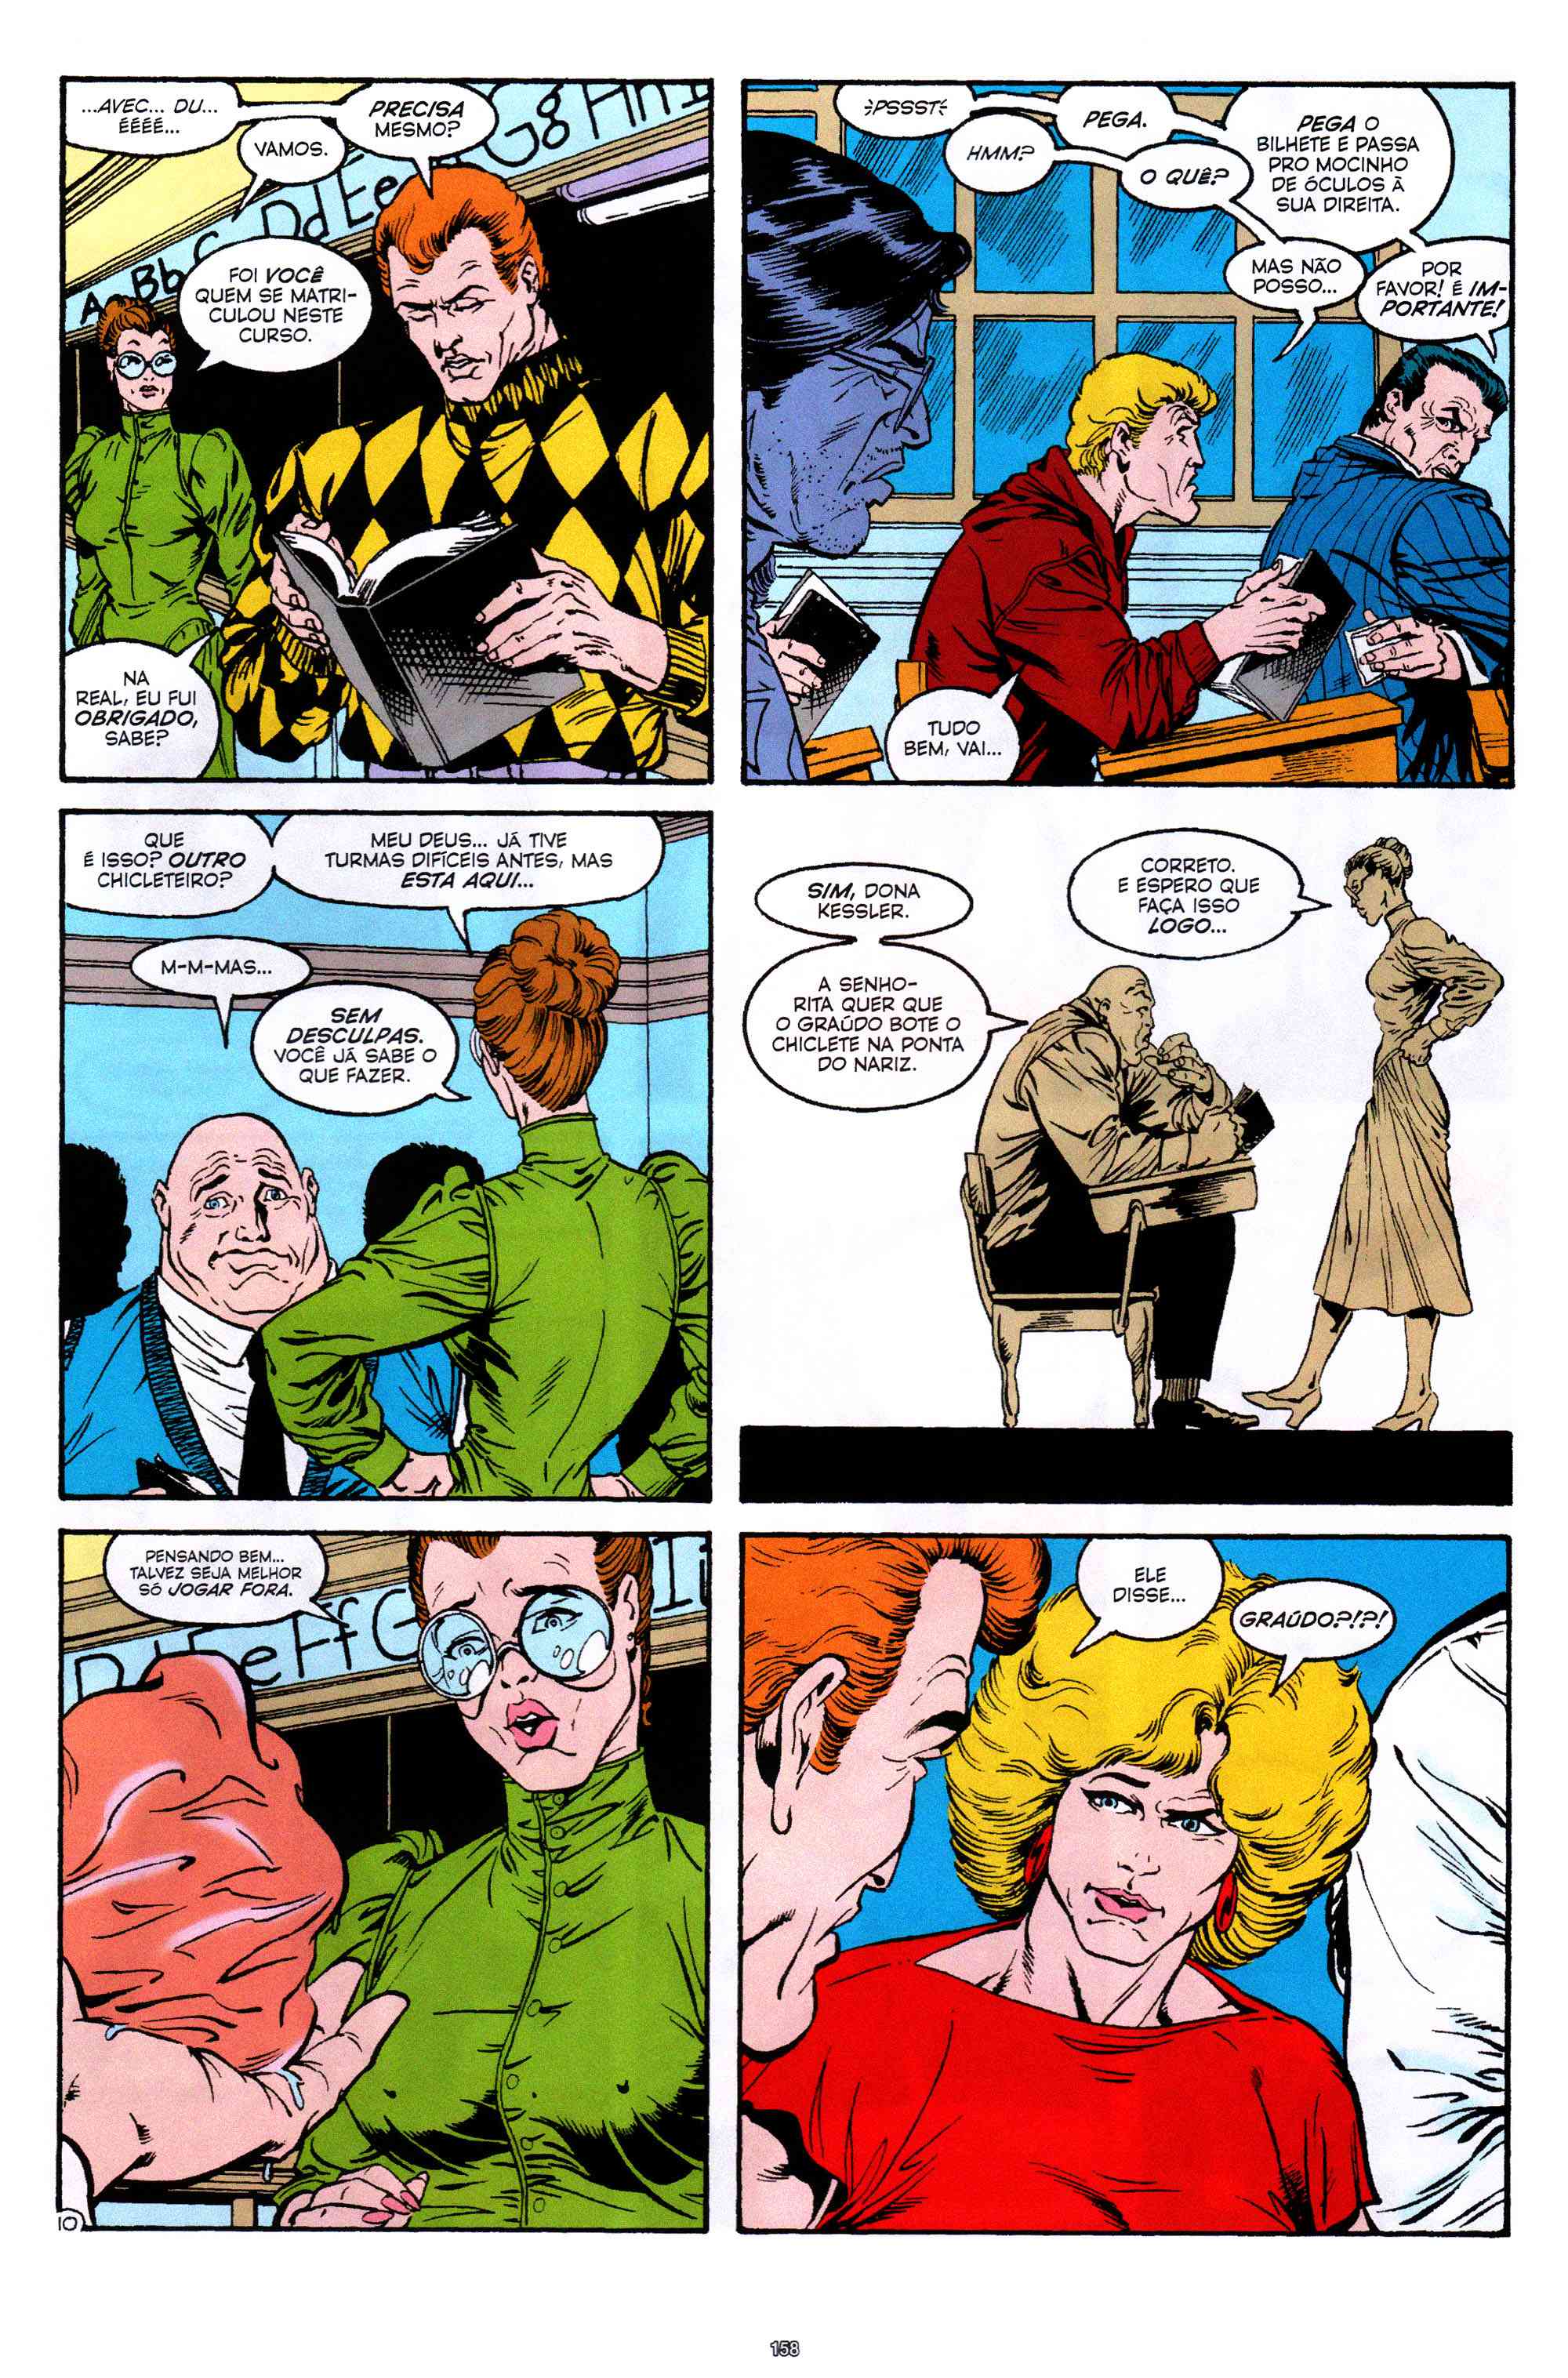 ...AVEC... DU...
ÉÉÉÉ...
VAMOS.
PRECISA
MESMO?
FOI VOCÊ
QUEM SE MATRI-
CULOU NESTE
CURSO.
NA
REAL, EU FUI
OBRIGADO,
SABE?
PSSST
HMM?
PEGA.
O QUÊ?
PEGA O
BILHETE E PASSA
PRO MOCINHO
DE ÓCULOS À
SUA DIREITA.
MAS NÃO
POSSO...
POR
FAVOR! É IM-
PORTANTE!
TUDO
BEM, VAI...
QUE
É ISSO? OUTRO
CHICLETEIRO?
MEU DEUS... JÁ TIVE
TURMAS DIFÍCEIS ANTES, MAS
ESTA AQUI...
M-M-MAS...
SEM
DESCULPAS.
VOCÊ JÁ SABE O
QUE FAZER.
SIM, DONA
KESSLER.
A SENHO-
RITA QUER QUE
O GRAÚDO BOTE O
CHICLETE NA PONTA
DO NARIZ.
CORRETO.
E ESPERO QUE
FAÇA ISSO
LOGO...
PENSANDO BEM...
TALVEZ SEJA MELHOR
SÓ JOGAR FORA.
ELE
DISSE...
GRAÚDO?!?!
10
158